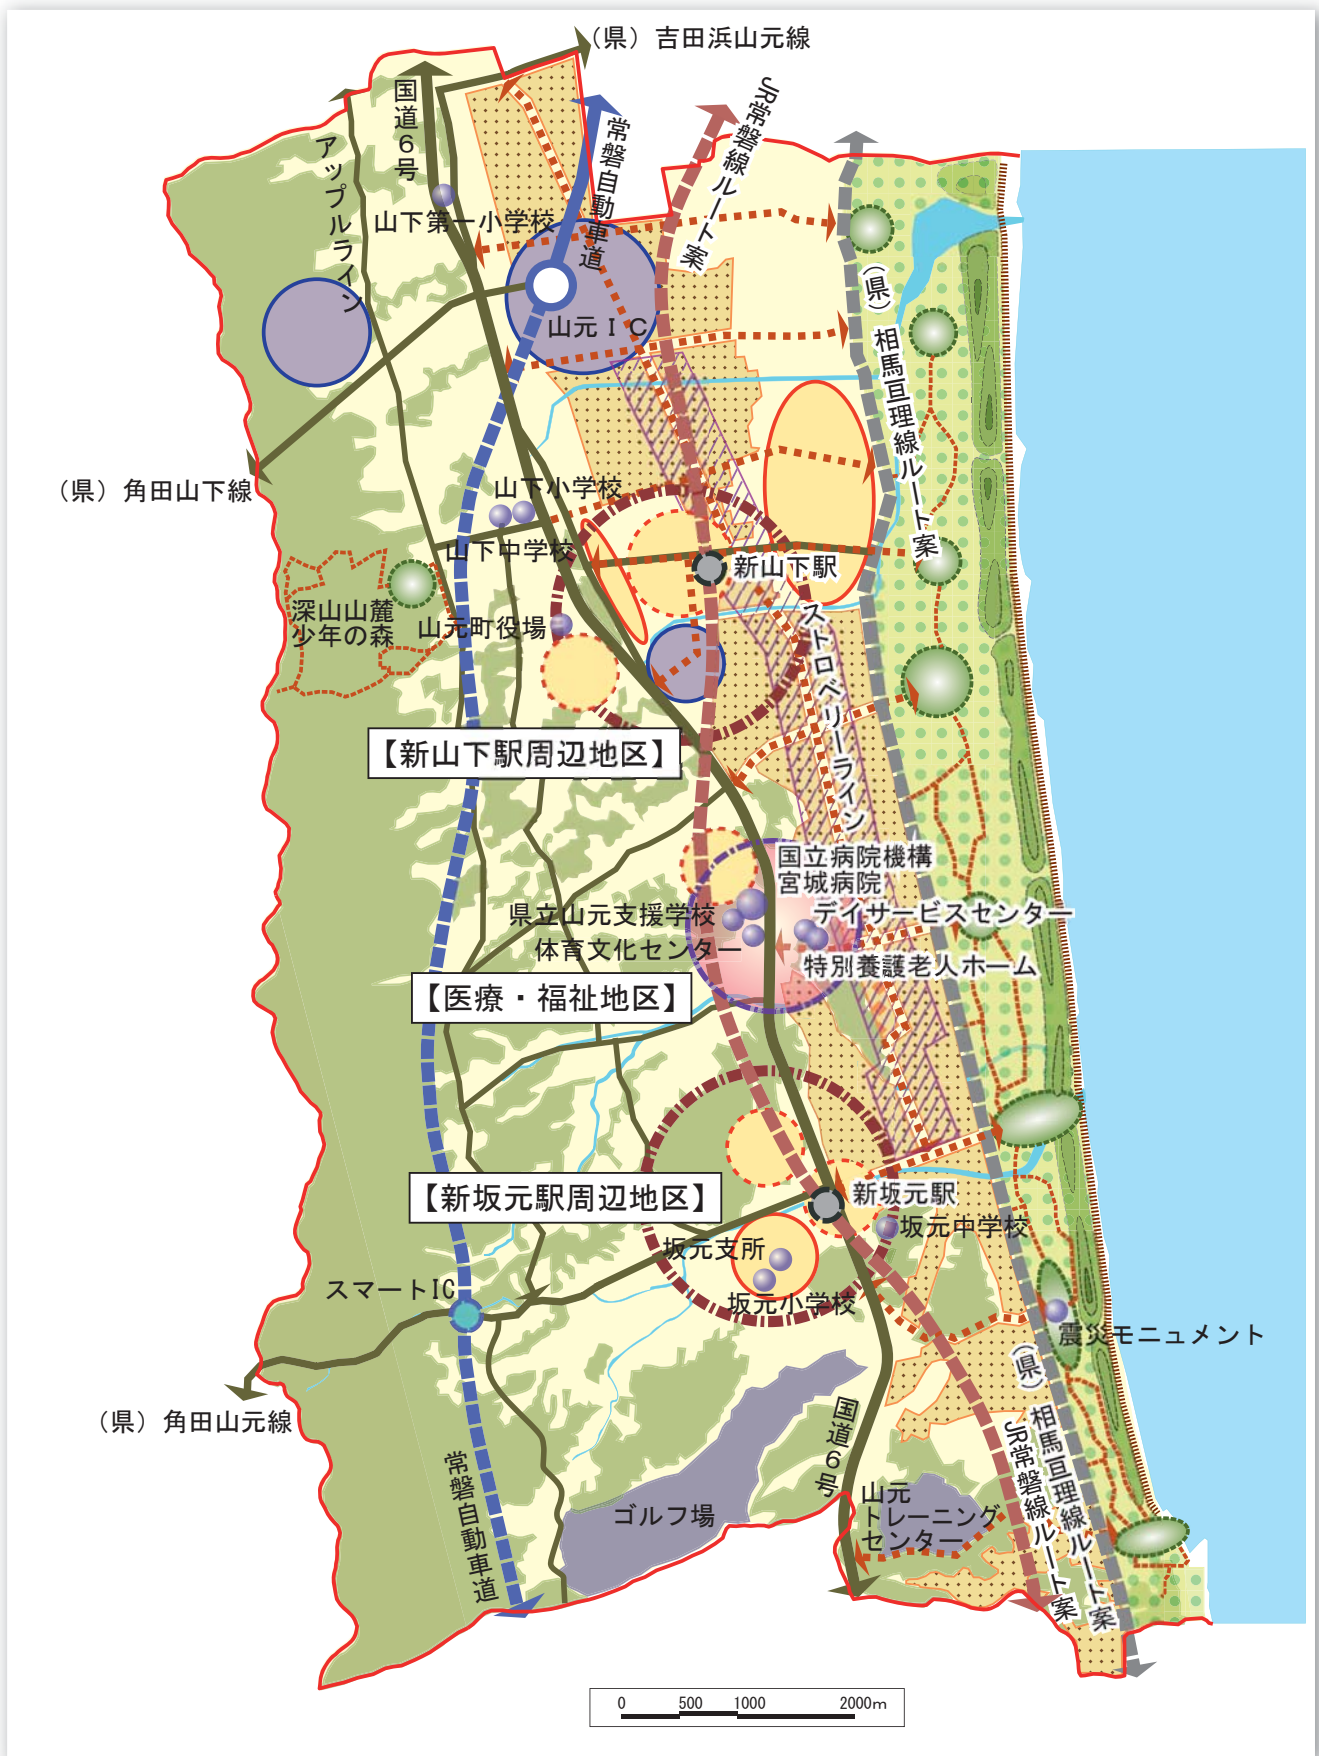 （県）吉田浜山元線
国道６号
アップルライン
常磐自動車道
JR常磐線ルート案
山下第一小学校
（県）相馬亘理線ルート案
山元ＩＣ
（県）角田山下線
山下小学校
山下中学校
新山下駅
深山山麓
少年の森
山元町役場
ストロベリーライン
【新山下駅周辺地区】
国立病院機構
宮城病院
県立山元支援学校
デイサービスセンター
体育文化センター
特別養護老人ホーム
【医療・福祉地区】
【新坂元駅周辺地区】
新坂元駅
坂元中学校
坂元支所
スマートIC
坂元小学校
震災モニュメント
（県）角田山元線
国道６号
（県）相馬亘理線ルート案
JR常磐線ルート案
常磐自動車道
ゴルフ場
山元
トレーニング
センター
0 500 1000 2000m